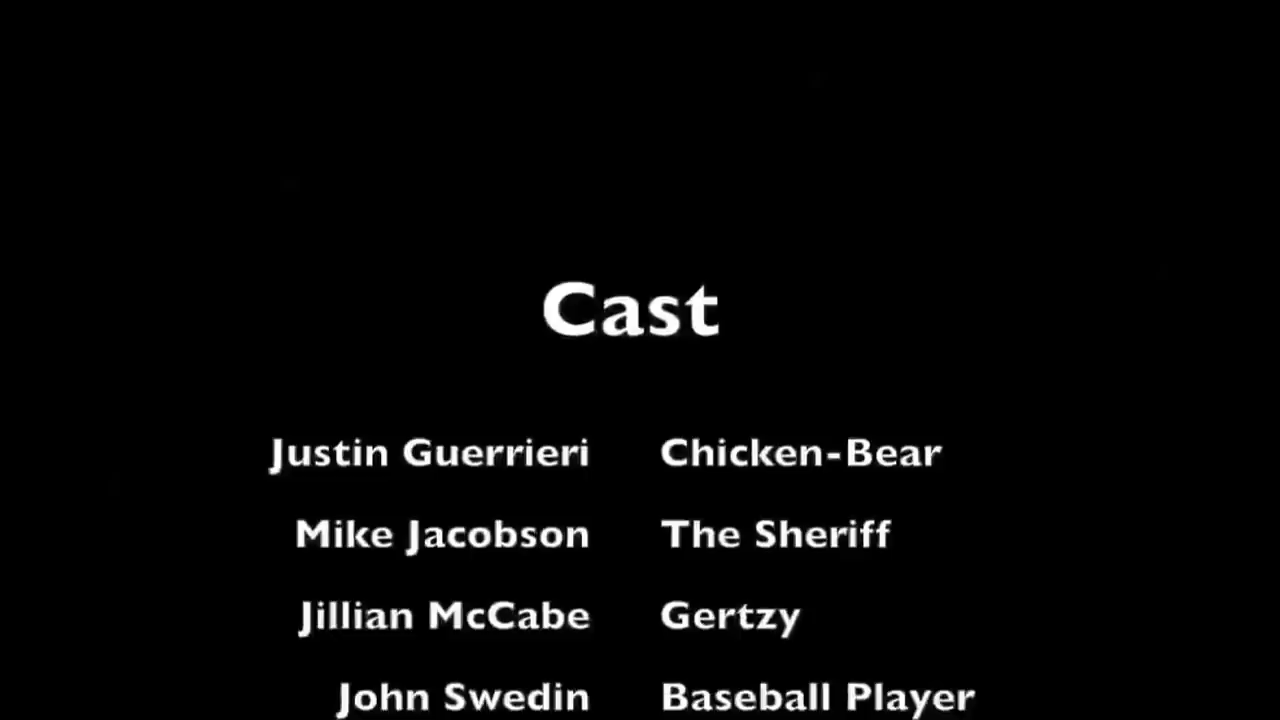 Cast
Justin Guerrieri Chicken-Bear
Mike Jacobson The Sheriff
Jillian McCabe Gertzy
John Swedin Baseball Player